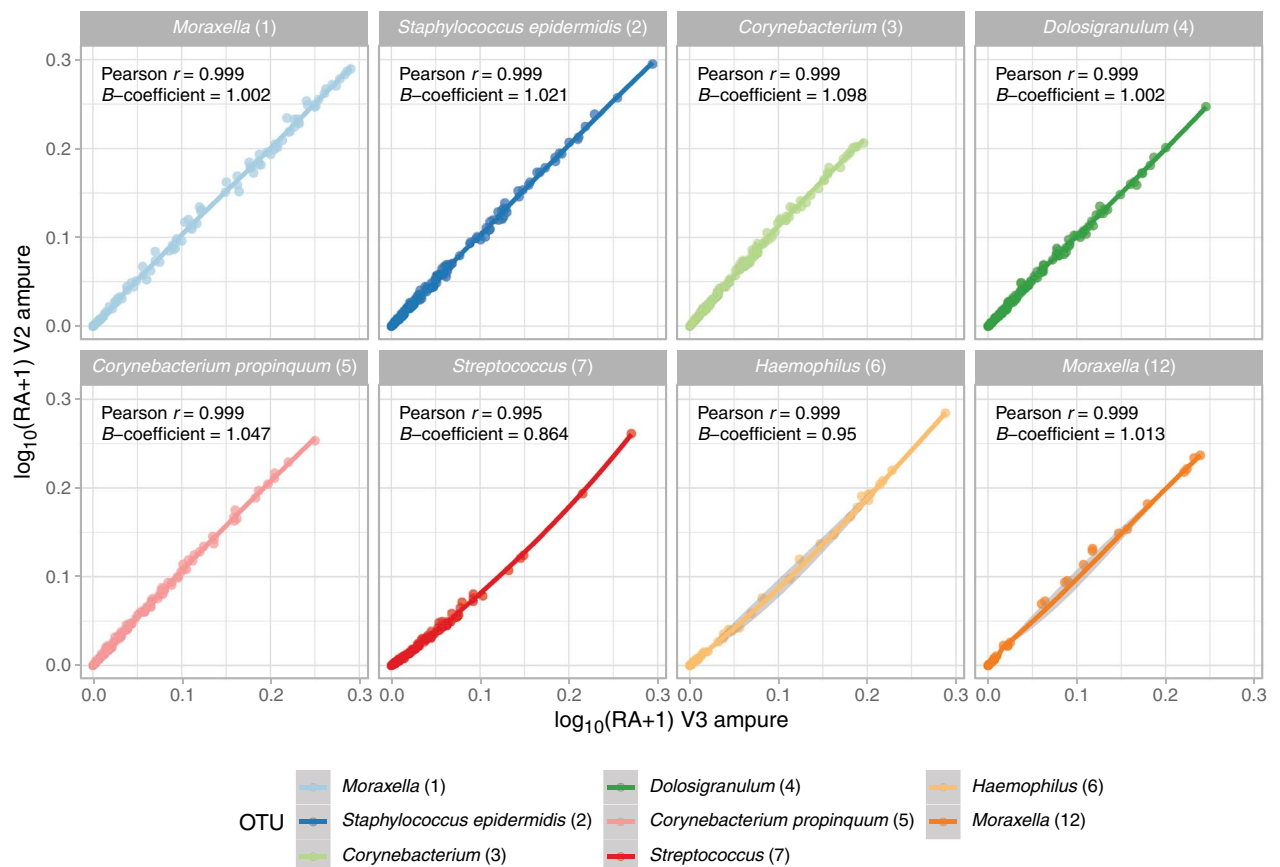 Moraxella (1)
Staphylococcus epidermidis (2)
Corynebacterium (3)
Dolosigranulum (4)
0.3
0.2
0.1
0.0
Pearson r = 0.999
B–coefficient = 1.002
Pearson r = 0.999
B–coefficient = 1.021
Pearson r = 0.999
B–coefficient = 1.098
Pearson r = 0.999
B–coefficient = 1.002
log10(RA+1) V2 ampure
Corynebacterium propinquum (5)
Streptococcus (7)
Haemophilus (6)
Moraxella (12)
0.3
0.2
0.1
0.0
Pearson r = 0.999
B–coefficient = 1.047
Pearson r = 0.995
B–coefficient = 0.864
Pearson r = 0.999
B–coefficient = 0.95
Pearson r = 0.999
B–coefficient = 1.013
0.0 0.1 0.2 0.3
0.0 0.1 0.2 0.3
0.0 0.1 0.2 0.3
0.0 0.1 0.2 0.3
log10(RA+1) V3 ampure
OTU
Moraxella (1)
Staphylococcus epidermidis (2)
Corynebacterium (3)
Dolosigranulum (4)
Corynebacterium propinquum (5)
Streptococcus (7)
Haemophilus (6)
Moraxella (12)